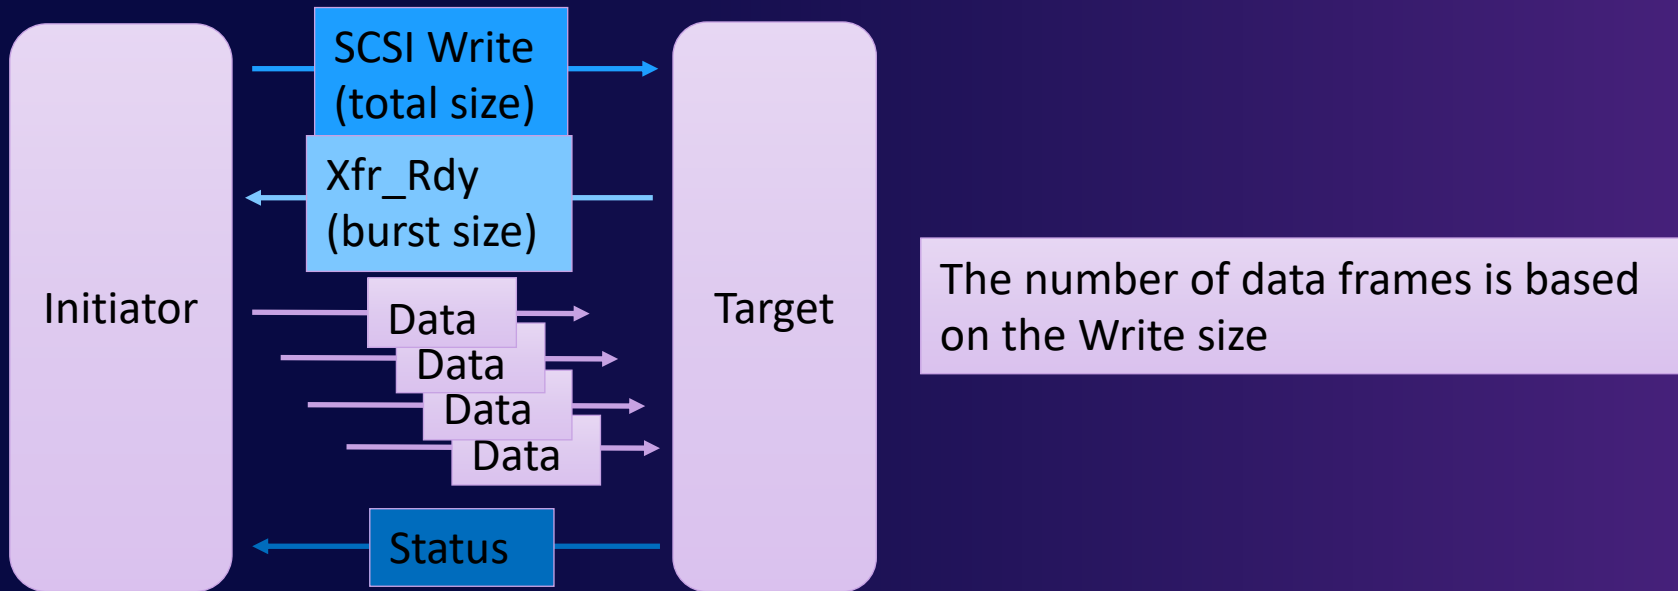 Initiator
SCSI Write
(total size)
Xfr_Rdy
(burst size)
Data
Data
Data
Data
Status
Target
The number of data frames is based
on the Write size